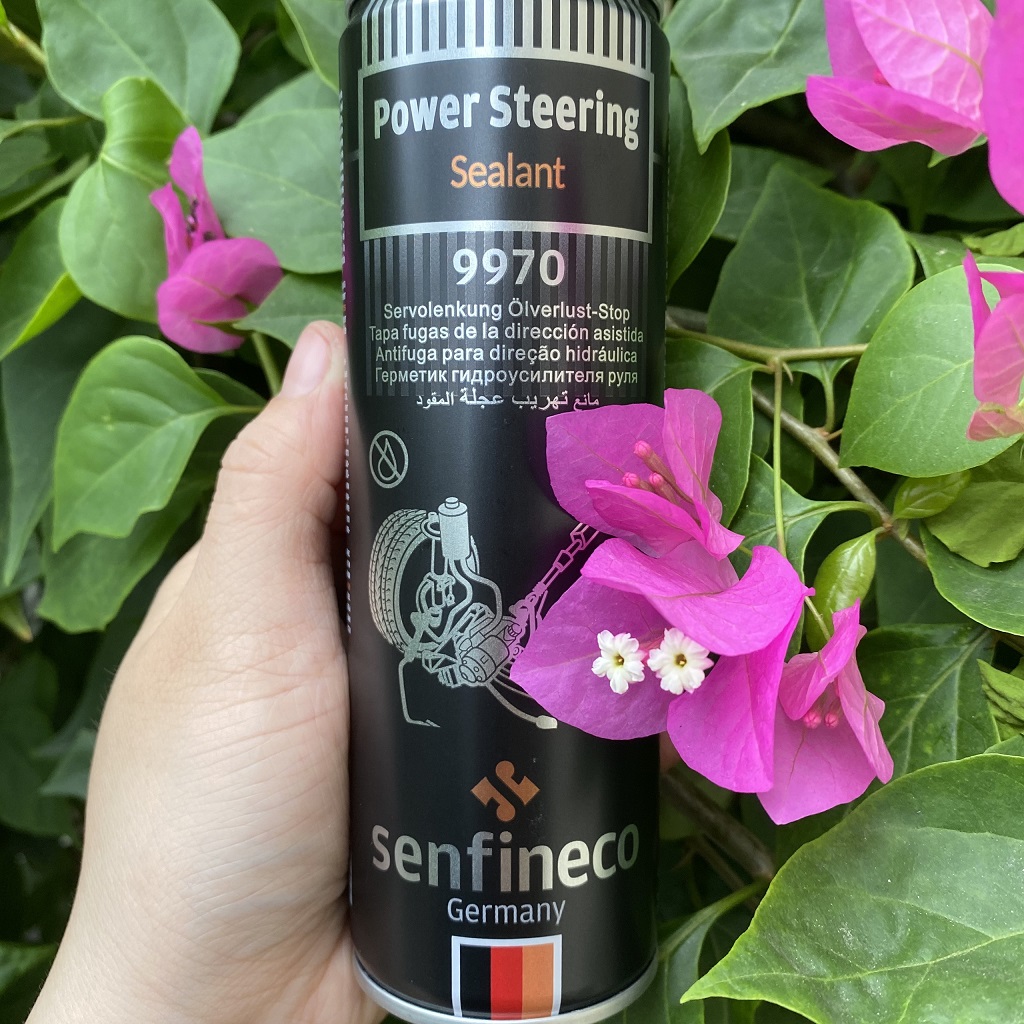 Power Steering
Sealant
9970
Servolenkung Ölverlust-Stop
Tapa fugas de la dirección asistida
Antifuga para direção hidráulica
Герметик гидроусилителя руля
مانع تهريب عجلة المقود
senfineco
Germany